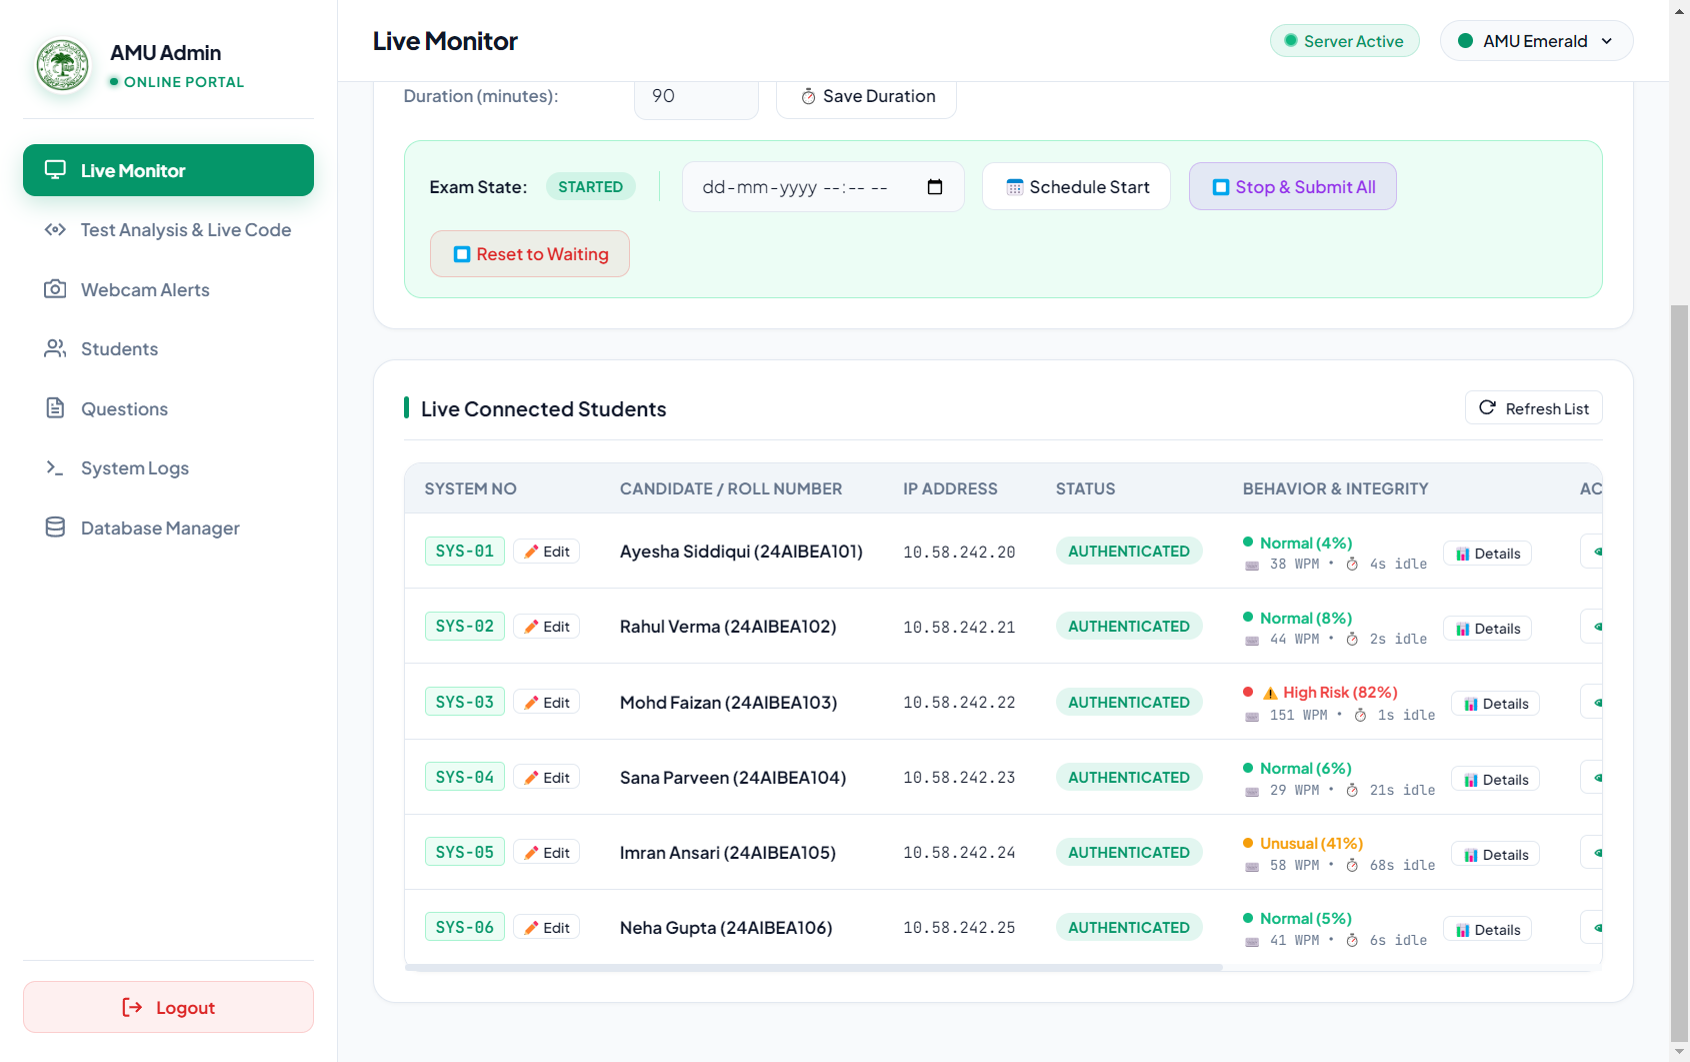 AMU Admin
ONLINE PORTAL
Live Monitor
Test Analysis & Live Code
Webcam Alerts
Students
Questions
System Logs
Database Manager
Logout
Live Monitor
Server Active
AMU Emerald
Duration (minutes):
90
Save Duration
Exam State:
STARTED
dd-mm-yyyy --:-- --
Schedule Start
Stop & Submit All
Reset to Waiting
Live Connected Students
Refresh List
SYSTEM NO CANDIDATE / ROLL NUMBER IP ADDRESS STATUS BEHAVIOR & INTEGRITY AC
SYS-01 Edit Ayesha Siddiqui (24AIBEA101) 10.58.242.20 AUTHENTICATED Normal (4%) Details
38 WPM • 4s idle
SYS-02 Edit Rahul Verma (24AIBEA102) 10.58.242.21 AUTHENTICATED Normal (8%) Details
44 WPM • 2s idle
SYS-03 Edit Mohd Faizan (24AIBEA103) 10.58.242.22 AUTHENTICATED High Risk (82%) Details
151 WPM • 1s idle
SYS-04 Edit Sana Parveen (24AIBEA104) 10.58.242.23 AUTHENTICATED Normal (6%) Details
29 WPM • 21s idle
SYS-05 Edit Imran Ansari (24AIBEA105) 10.58.242.24 AUTHENTICATED Unusual (41%) Details
58 WPM • 68s idle
SYS-06 Edit Neha Gupta (24AIBEA106) 10.58.242.25 AUTHENTICATED Normal (5%) Details
41 WPM • 6s idle